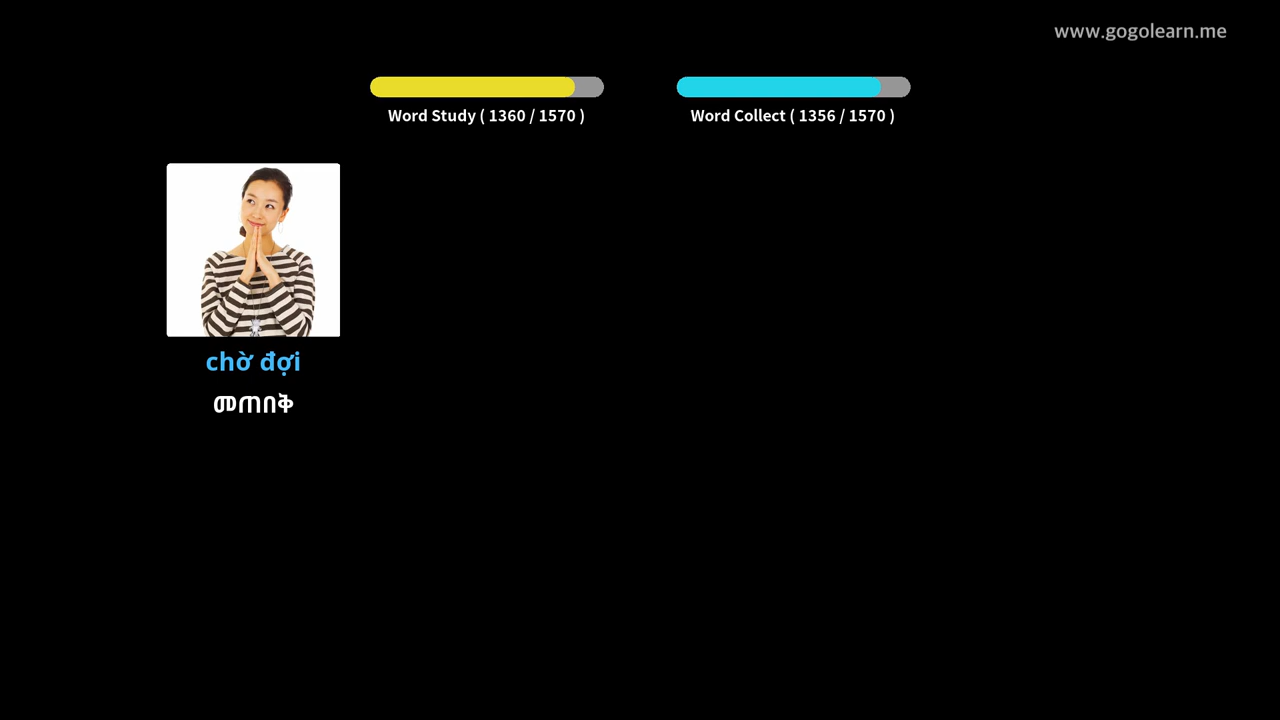 www.gogolearn.me
Word Study ( 1360 / 1570 )
Word Collect ( 1356 / 1570 )
chờ đợi
መጠበቅ